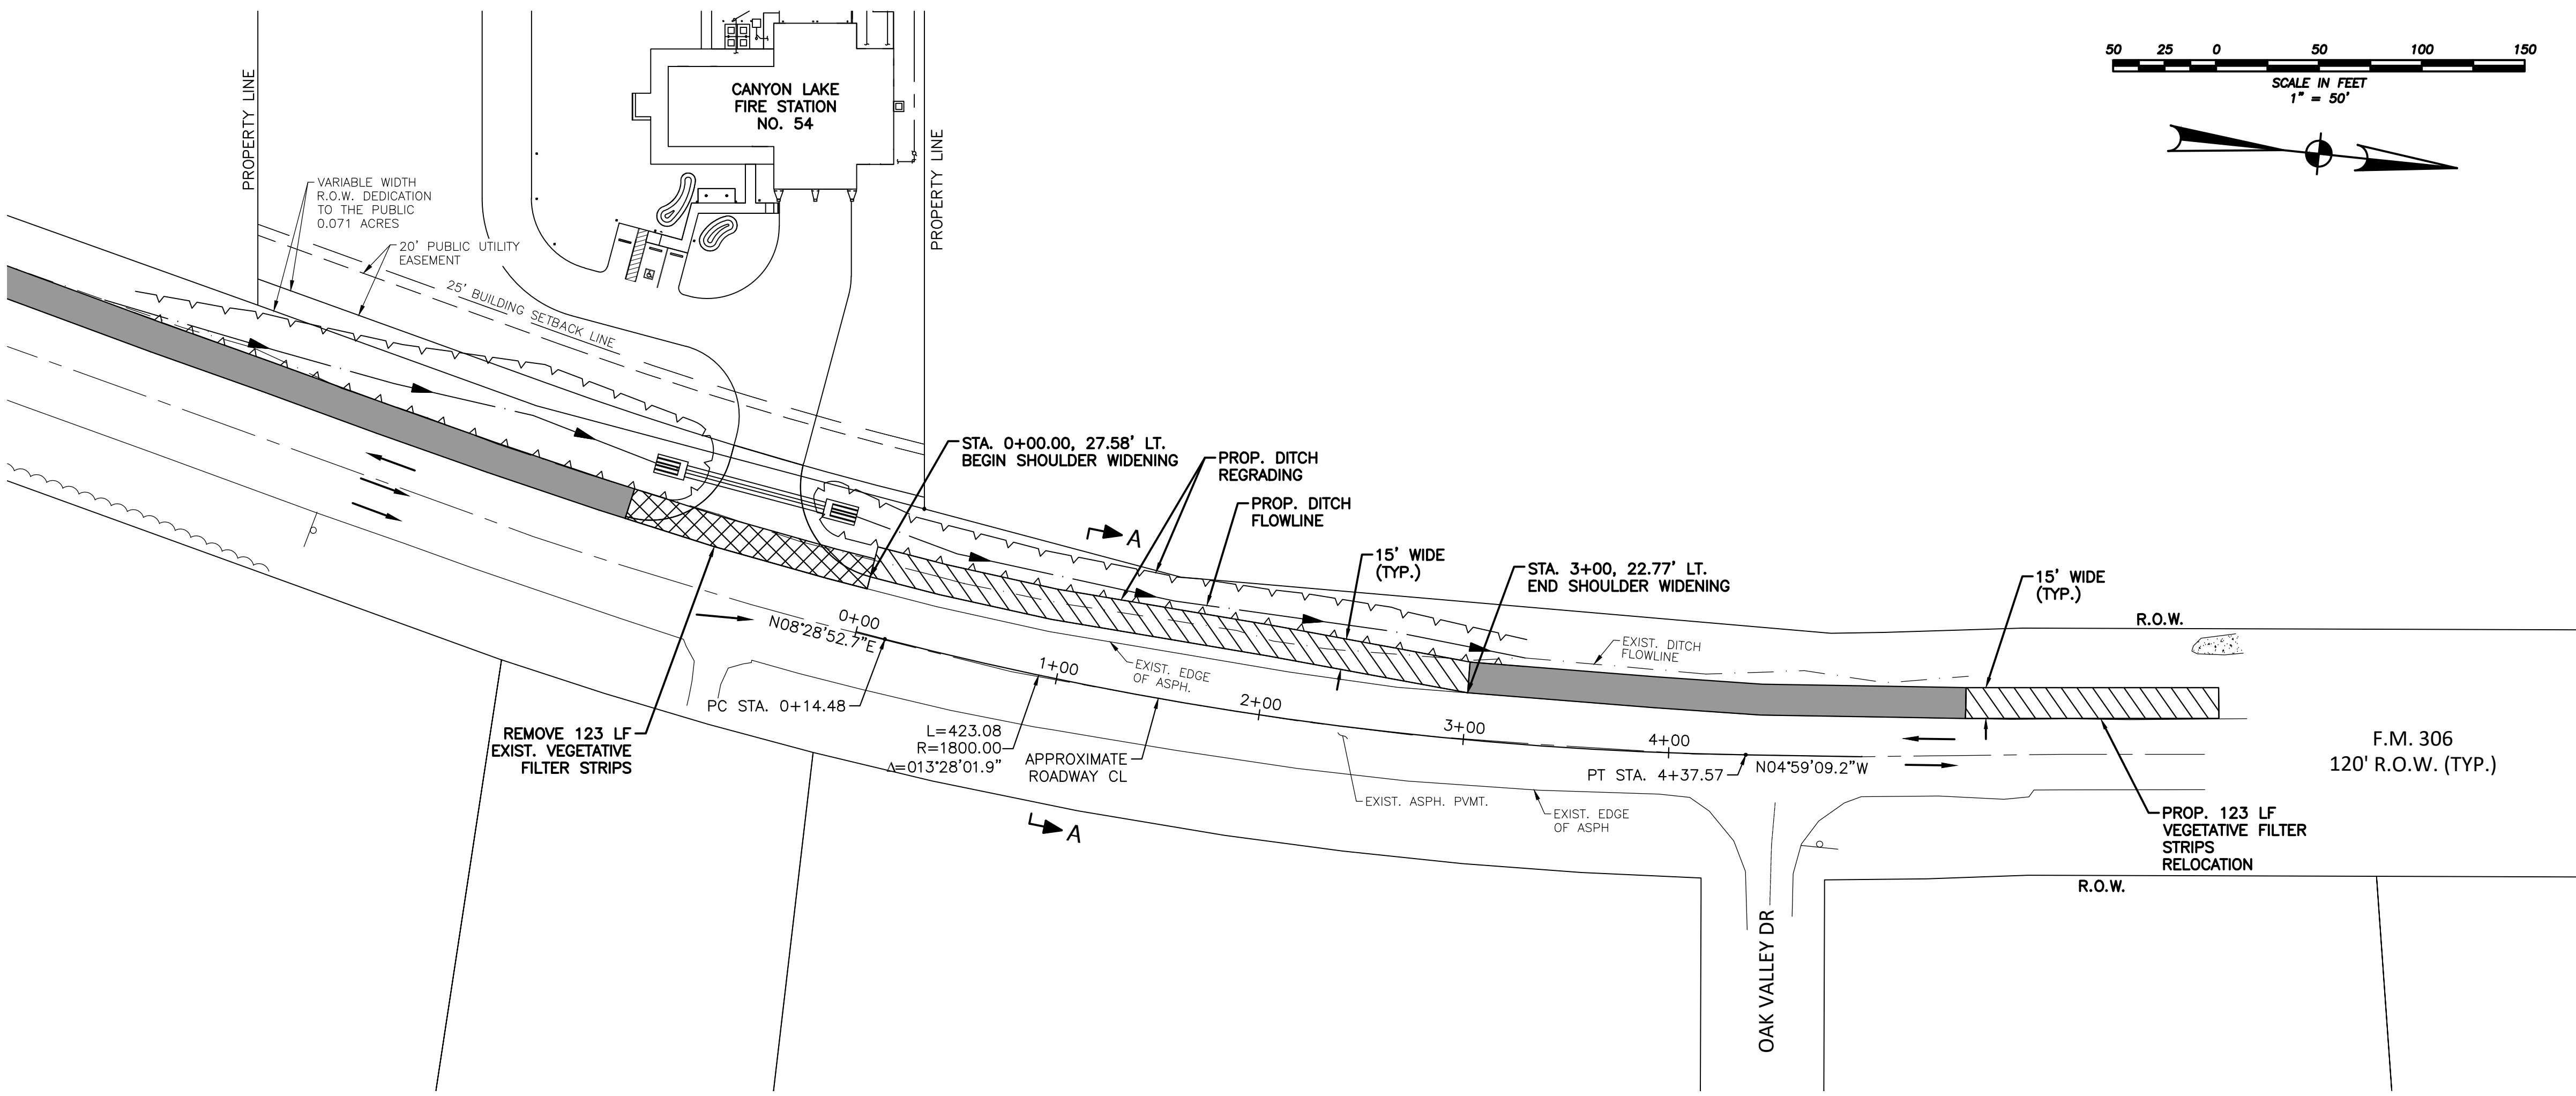 50 25 0 50 100 150
SCALE IN FEET
1" = 50'
CANYON LAKE
FIRE STATION
NO. 54
PROPERTY LINE
PROPERTY LINE
VARIABLE WIDTH
R.O.W. DEDICATION
TO THE PUBLIC
0.071 ACRES
20' PUBLIC UTILITY
EASEMENT
25' BUILDING SETBACK LINE
STA. 0+00.00, 27.58' LT.
BEGIN SHOULDER WIDENING
PROP. DITCH
REGRADING
PROP. DITCH
FLOWLINE
A
15' WIDE
(TYP.)
STA. 3+00, 22.77' LT.
END SHOULDER WIDENING
15' WIDE
(TYP.)
R.O.W.
EXIST. DITCH
FLOWLINE
0+00
N08°28'52.7"E
1+00
EXIST. EDGE
OF ASPH.
2+00
3+00
4+00
PC STA. 0+14.48
REMOVE 123 LF
EXIST. VEGETATIVE
FILTER STRIPS
L=423.08
R=1800.00
Δ=013°28'01.9"
APPROXIMATE
ROADWAY CL
PT STA. 4+37.57
N04°59'09.2"W
F.M. 306
120' R.O.W. (TYP.)
EXIST. ASPH. PVMT.
EXIST. EDGE
OF ASPH
A
PROP. 123 LF
VEGETATIVE FILTER
STRIPS
RELOCATION
R.O.W.
OAK VALLEY DR